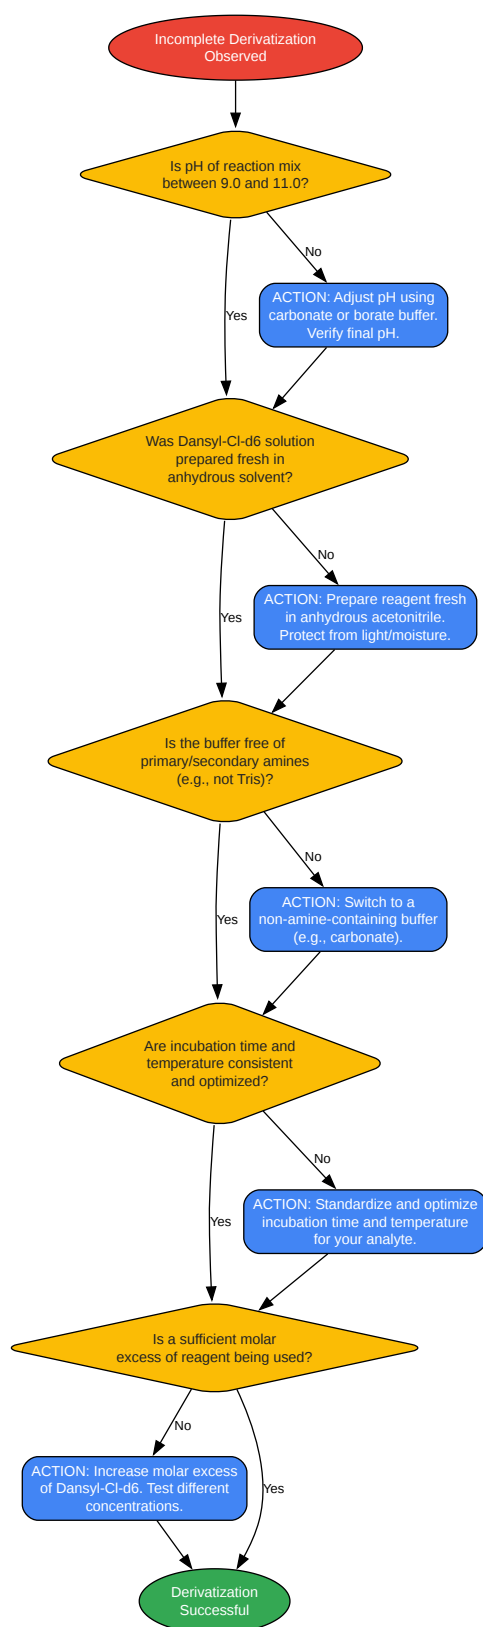 Incomplete Derivatization
Observed
Is pH of reaction mix
between 9.0 and 11.0?
No
ACTION: Adjust pH using
carbonate or borate buffer.
Verify final pH.
Yes
Was Dansyl-Cl-d6 solution
prepared fresh in
anhydrous solvent?
No
ACTION: Prepare reagent fresh
in anhydrous acetonitrile.
Protect from light/moisture.
Yes
Is the buffer free of
primary/secondary amines
(e.g., not Tris)?
No
ACTION: Switch to a
non-amine-containing buffer
(e.g., carbonate).
Yes
Are incubation time and
temperature consistent
and optimized?
No
ACTION: Standardize and optimize
incubation time and temperature
for your analyte.
Yes
Is a sufficient molar
excess of reagent being used?
No
ACTION: Increase molar excess
of Dansyl-Cl-d6. Test different
concentrations.
Yes
Derivatization
Successful